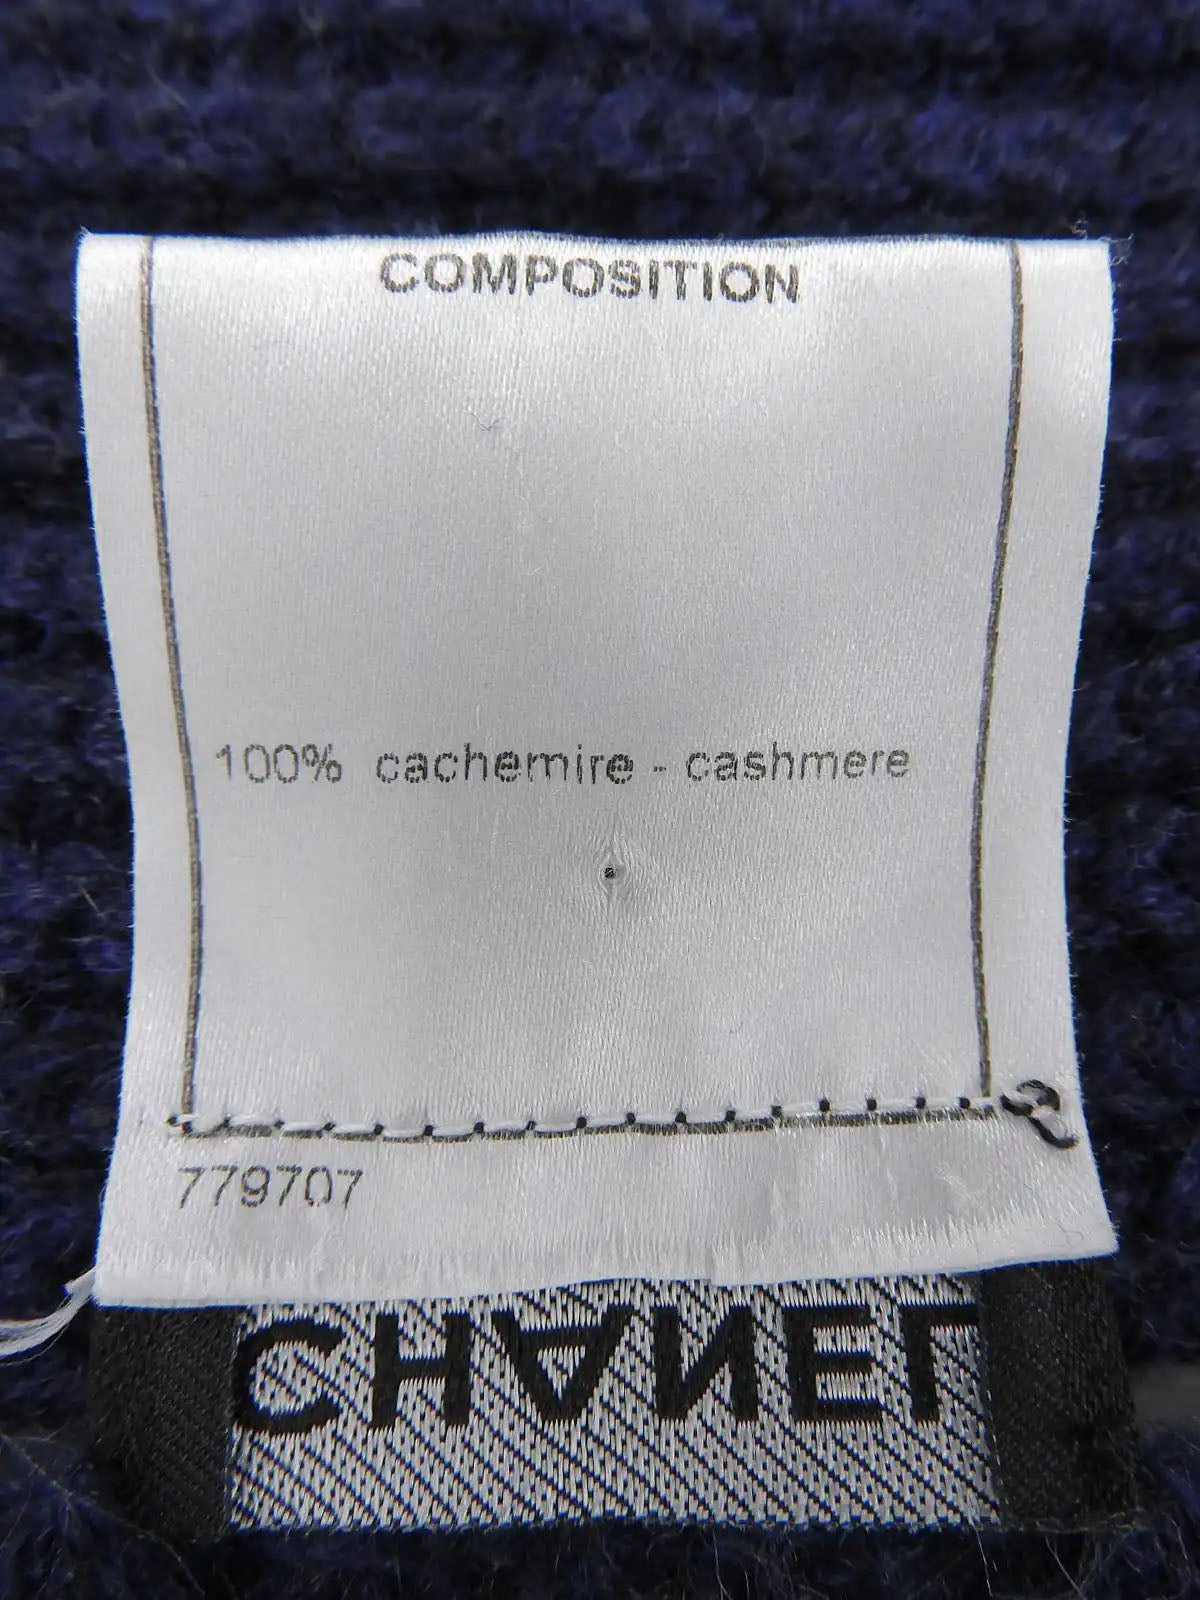 COMPOSITION
100% cachemire - cashmere
779707
CHANEL